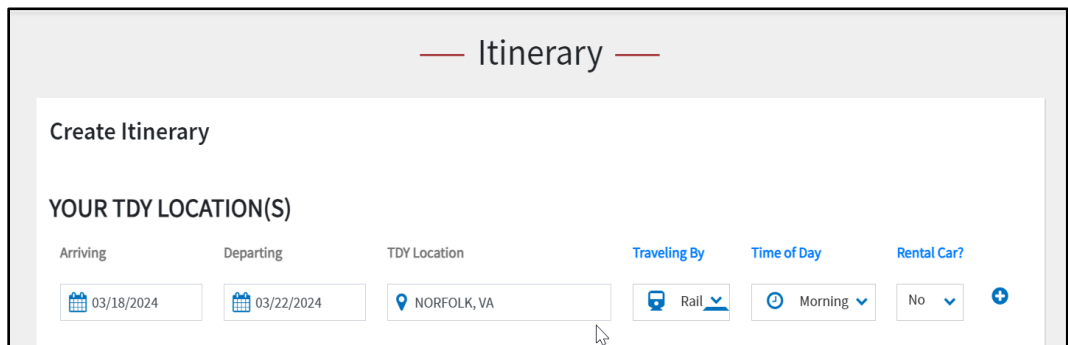 Itinerary
Create Itinerary
YOUR TDY LOCATION(S)
Arriving Departing TDY Location Traveling By Time of Day Rental Car?
03/18/2024 03/22/2024 NORFOLK, VA Rail Morning No